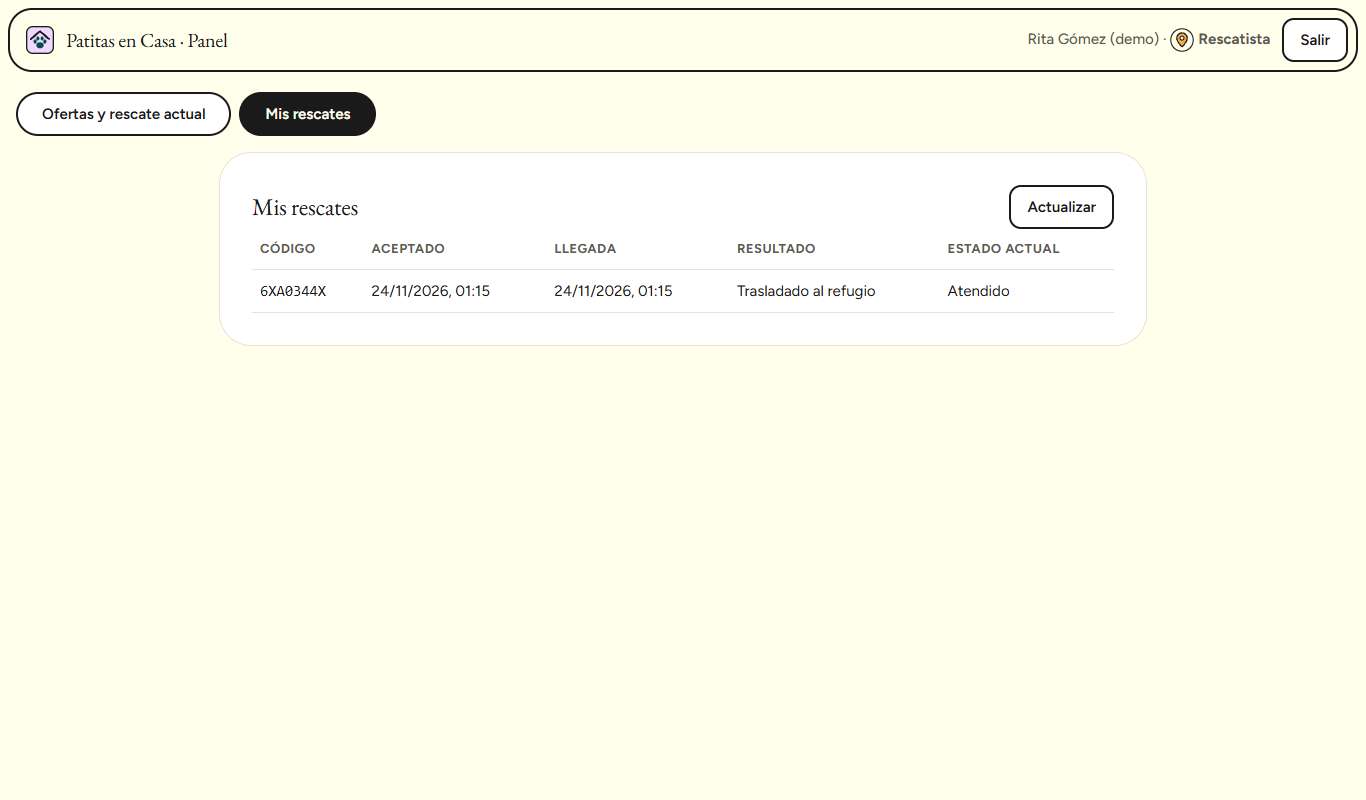 Patitas en Casa · Panel
Rita Gómez (demo) · Rescatista
Salir
Ofertas y rescate actual
Mis rescates
Mis rescates
Actualizar
CÓDIGO ACEPTADO LLEGADA RESULTADO ESTADO ACTUAL
6XA0344X 24/11/2026, 01:15 24/11/2026, 01:15 Trasladado al refugio Atendido